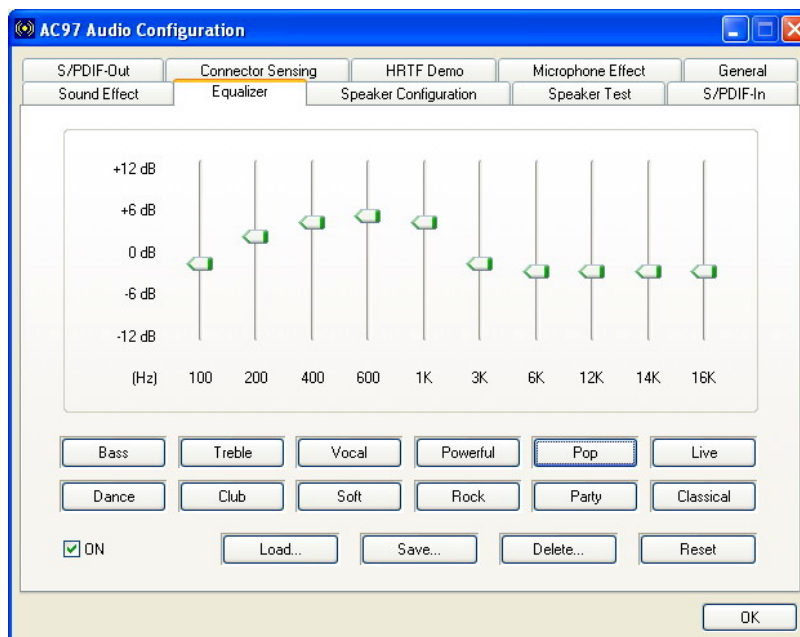 AC97 Audio Configuration
S/PDIF-Out Connector Sensing HRTF Demo Microphone Effect General
Sound Effect Equalizer Speaker Configuration Speaker Test S/PDIF-In
+12 dB
+6 dB
0 dB
-6 dB
-12 dB
(Hz) 100 200 400 600 1K 3K 6K 12K 14K 16K
Bass Treble Vocal Powerful Pop Live
Dance Club Soft Rock Party Classical
ON Load... Save... Delete... Reset
OK